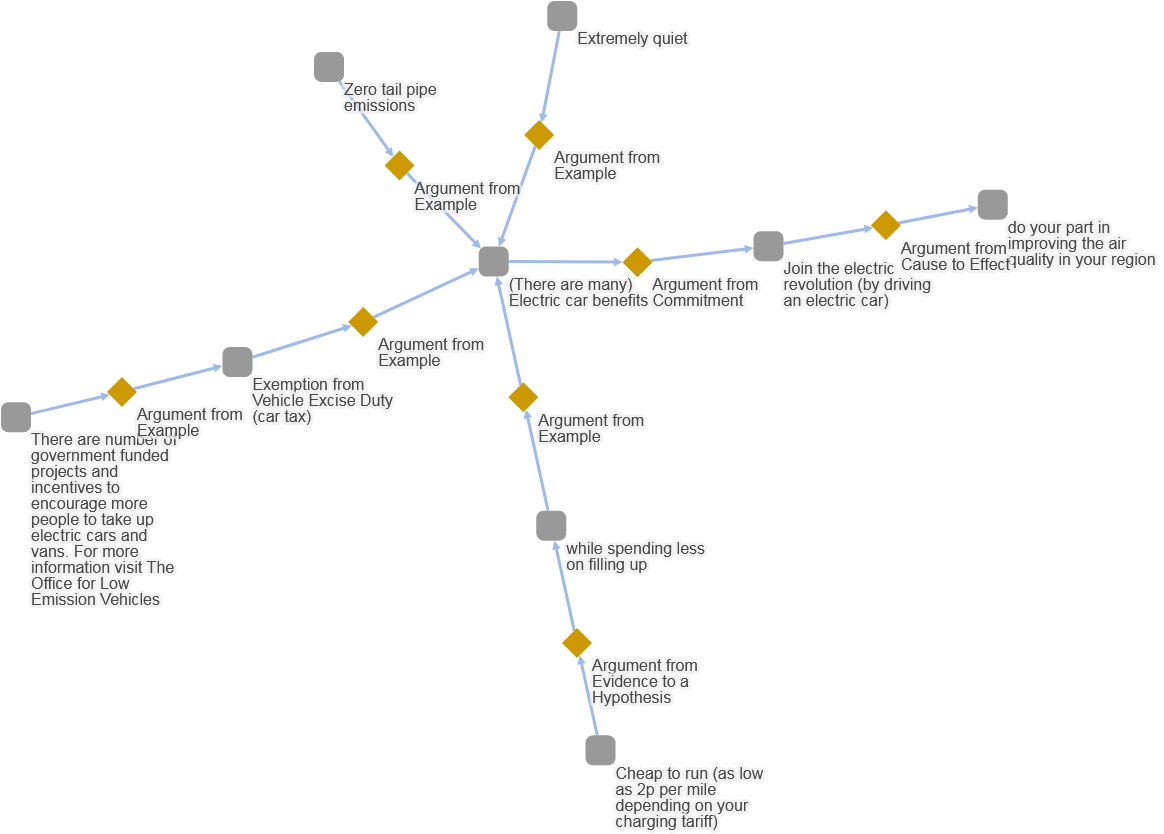 Extremely quiet
Zero tail pipe
emissions
Argument from
Example
Argument from
Example
do your part in
improving the air
quality in your region
Argument from
Cause to Effect
Join the electric
revolution (by driving
an electric car)
(There are many)
Electric car benefits
Argument from
Commitment
Argument from
Example
Exemption from
Vehicle Excise Duty
(car tax)
Argument from
Example
There are number of
government funded
projects and
incentives to
encourage more
people to take up
electric cars and
vans. For more
information visit The
Office for Low
Emission Vehicles
Argument from
Example
while spending less
on filling up
Argument from
Evidence to a
Hypothesis
Cheap to run (as low
as 2p per mile
depending on your
charging tariff)